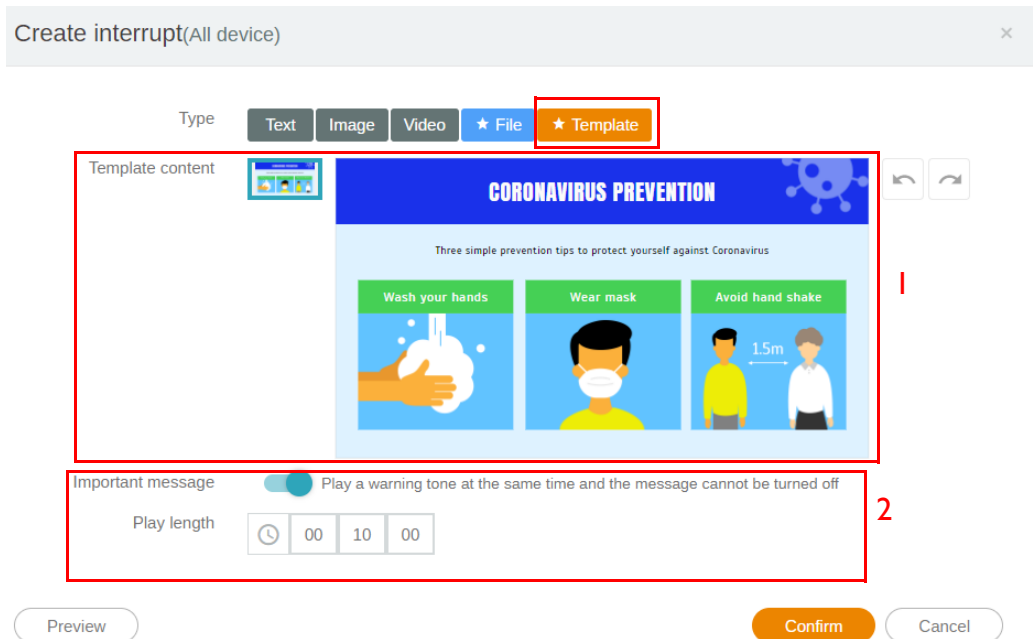 Create interrupt(All device)
×
Type
Text
Image
Video
★ File
★ Template
Template content
CORONAVIRUS PREVENTION
Three simple prevention tips to protect yourself against Coronavirus
Wash your hands
Wear mask
Avoid hand shake
1.5m
1
Important message
Play a warning tone at the same time and the message cannot be turned off
2
Play length
00 10 00
Preview
Confirm
Cancel